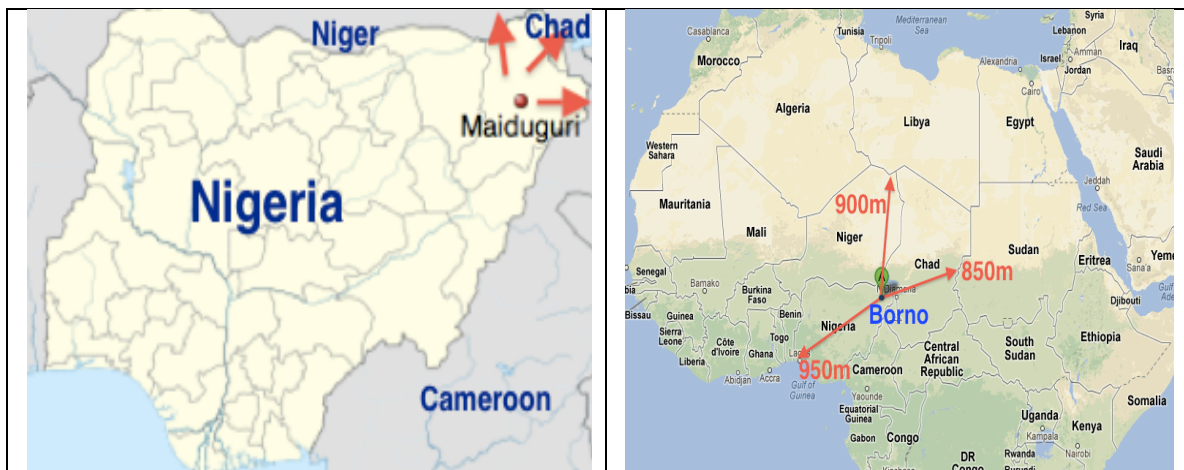 Niger
Chad
Maiduguri
Nigeria
Cameroon
Mediterranean
Sea
Syria
Casablanca
Tunisia
Tripoli
Lebanon
Amman
Iraq
Morocco
Alexandria
Israel
Jordan
Cairo
Algeria
Libya
Egypt
Western
Sahara
Saudi
Arabia
Jeddah
Red Sea
900m
Mauritania
Mali
Niger
Chad
850m
Sudan
Eritrea
Sana'a
Senegal
Bamako
Burkina
Faso
Djibouti
Bissau
Guinea
Benin
Nigeria
Borno
Sierra
Leone
Côte
d'Ivoire
Togo
Ghana
Ethiopia
Liberia
950m
Cameroon
Central
African
Republic
South
Sudan
Abidjan
Accra
Gulf of
Guinea
Yaounde
Equatorial
Guinea
Somalia
Uganda
Kampala
Kenya
Gabon
Congo
DR
Congo
Rwanda
Nairobi